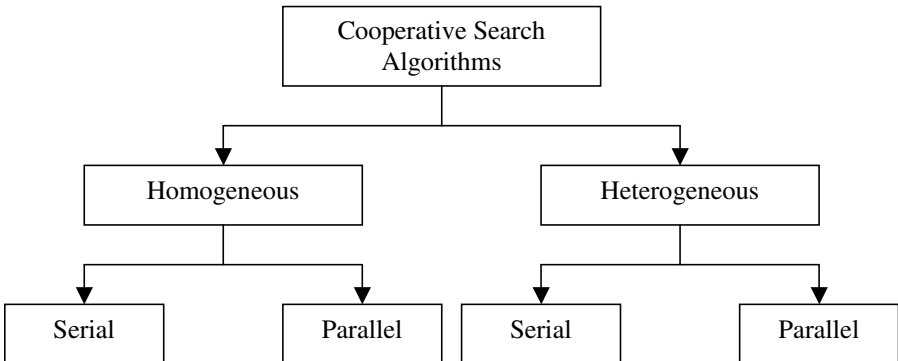 Cooperative Search
Algorithms
Homogeneous
Heterogeneous
Serial
Parallel
Serial
Parallel